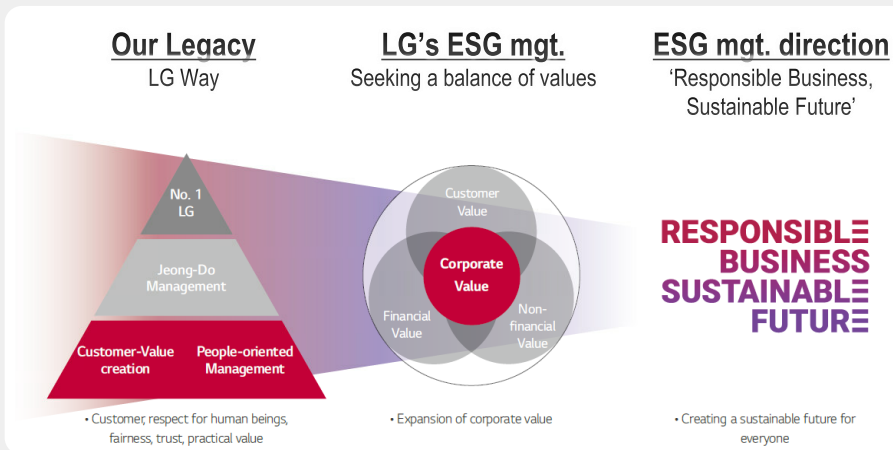 Our Legacy
LG Way
LG's ESG mgt.
Seeking a balance of values
ESG mgt. direction
'Responsible Business,
Sustainable Future'
No. 1
LG
Jeong-Do
Management
Customer-Value
creation
People-oriented
Management
• Customer, respect for human beings,
fairness, trust, practical value
Customer
Value
Corporate
Value
Financial
Value
Non-
financial
Value
• Expansion of corporate value
RESPONSIBLE
BUSINESS
SUSTAINABLE
FUTURE
• Creating a sustainable future for
everyone